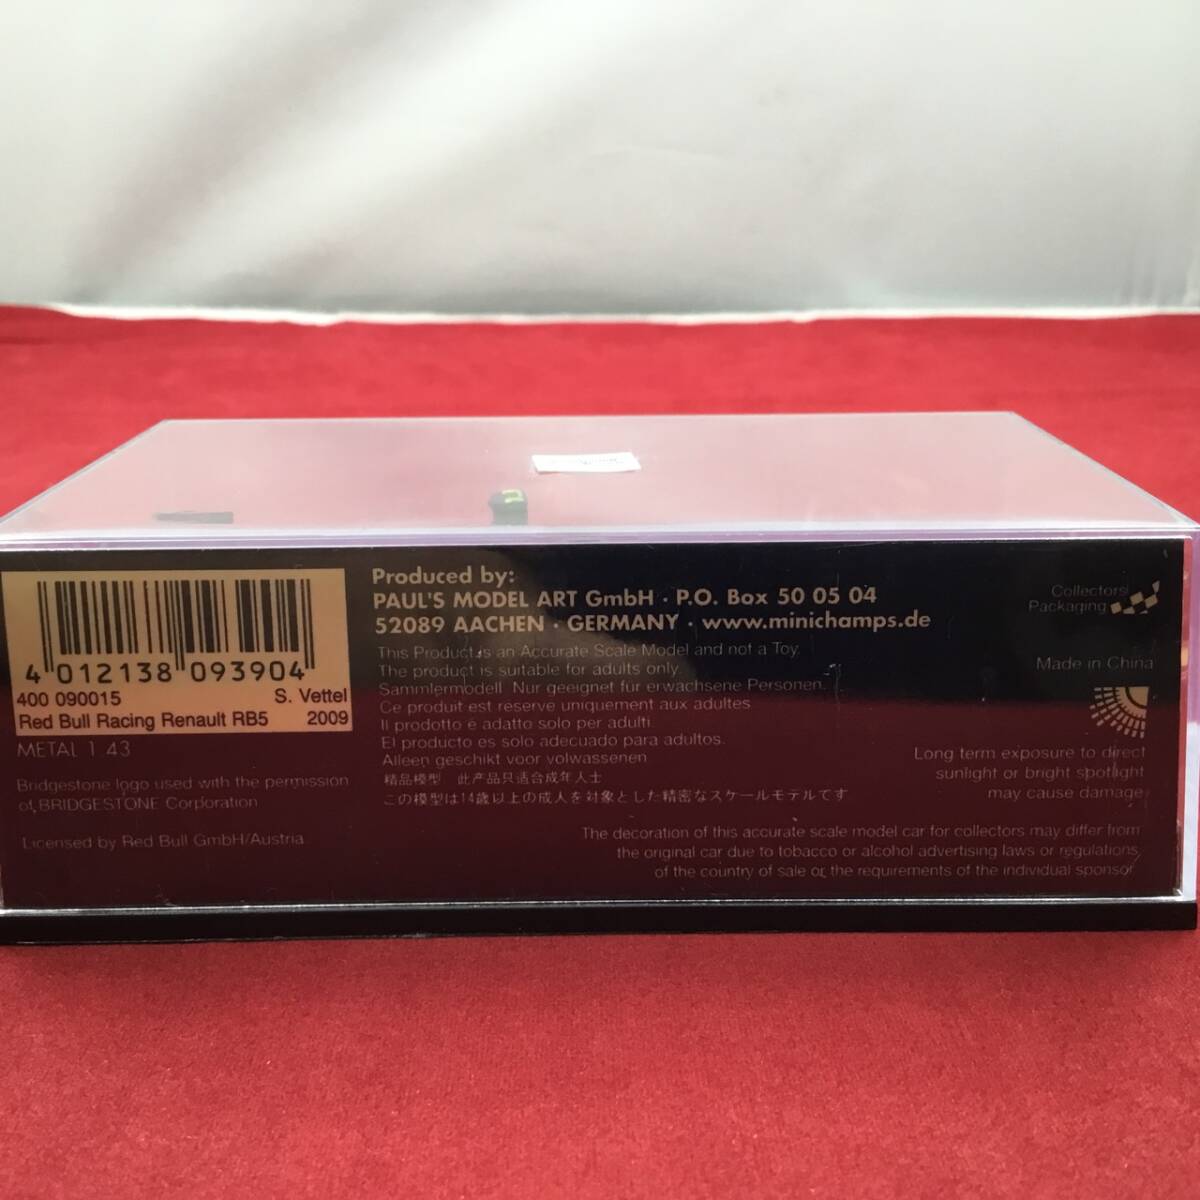 4 012138 093904
400 090015 S. Vettel
Red Bull Racing Renault RB5 2009
METAL 1 43
Bridgestone logo used with the permission
of BRIDGESTONE Corporation
Licensed by Red Bull GmbH/Austria
Produced by:
PAUL'S MODEL ART GmbH · P.O. Box 50 05 04
52089 AACHEN · GERMANY · www.minichamps.de
This Product is an Accurate Scale Model and not a Toy.
The product is suitable for adults only.
Sammlermodell. Nur geeignet für erwachsene Personen.
Ce produit est réservé uniquement aux adultes
Il prodotto è adatto solo per adulti.
El producto es solo adecuado para adultos.
Alleen geschikt voor volwassenen
精品模型 此产品只适合成年人士
この模型は14歳以上の成人を対象とした精密なスケールモデルです
Collectors
Packaging
Made in China
Long term exposure to direct
sunlight or bright spotlight
may cause damage
The decoration of this accurate scale model car for collectors may differ from
the original car due to tobacco or alcohol advertising laws or regulations
of the country of sale or the requirements of the individual sponsor